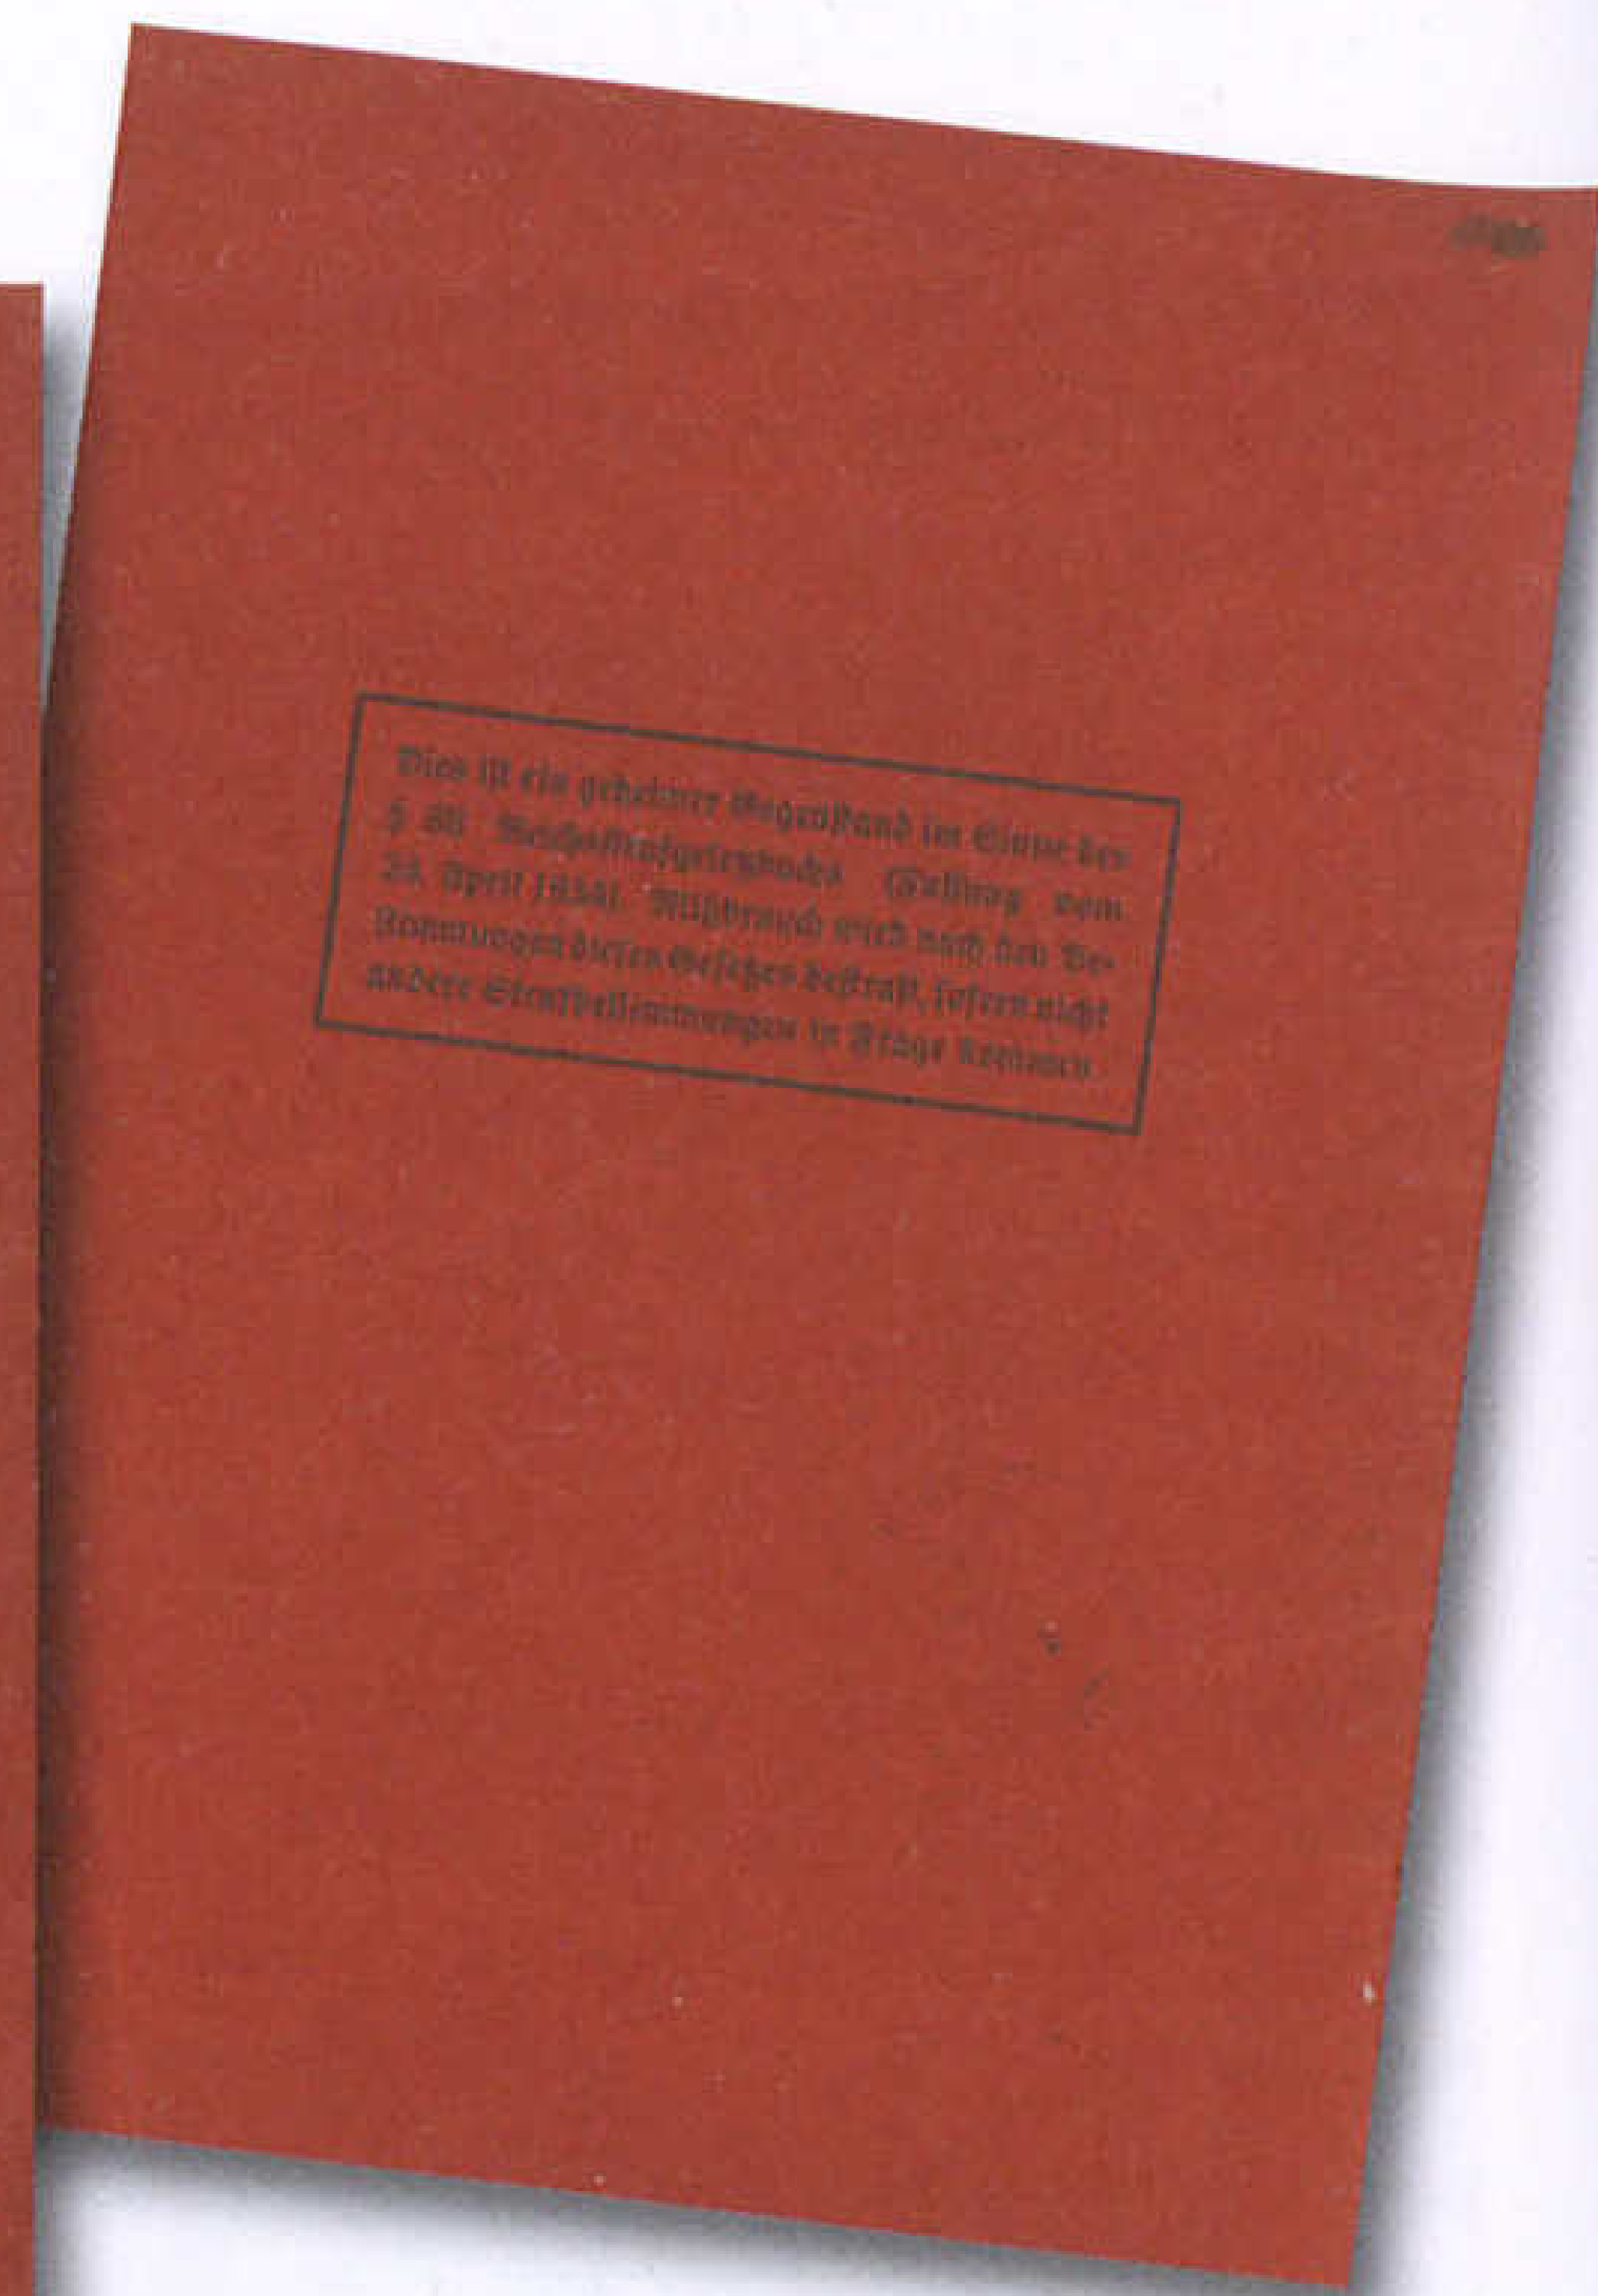 Dies ist ein geheimer Gegenstand im Sinne des
§ 88 Reichsstrafgesetzbuchs (Fassung vom
24. April 1934). Mißbrauch wird nach den Be-
stimmungen dieses Gesetzes bestraft, sofern nicht
andere Strafbestimmungen in Frage kommen